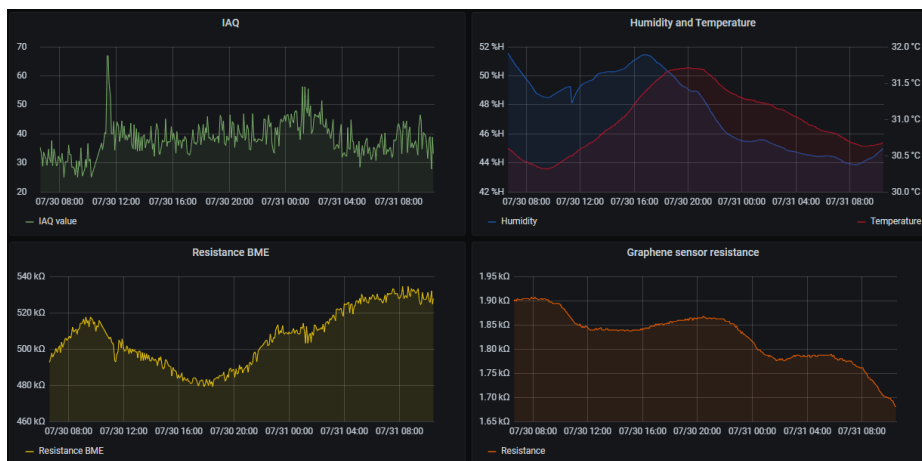 IAQ
70
60
50
40
30
20
07/30 08:00 07/30 12:00 07/30 16:00 07/30 20:00 07/31 00:00 07/31 04:00 07/31 08:00
IAQ value
Humidity and Temperature
52 %H 32.0 °C
50 %H 31.5 °C
48 %H
31.0 °C
46 %H
30.5 °C
44 %H
42 %H 30.0 °C
07/30 08:00 07/30 12:00 07/30 16:00 07/30 20:00 07/31 00:00 07/31 04:00 07/31 08:00
Humidity Temperature
Resistance BME
540 kΩ
520 kΩ
500 kΩ
480 kΩ
460 kΩ
07/30 08:00 07/30 12:00 07/30 16:00 07/30 20:00 07/31 00:00 07/31 04:00 07/31 08:00
Resistance BME
Graphene sensor resistance
1.95 kΩ
1.90 kΩ
1.85 kΩ
1.80 kΩ
1.75 kΩ
1.70 kΩ
1.65 kΩ
07/30 08:00 07/30 12:00 07/30 16:00 07/30 20:00 07/31 00:00 07/31 04:00 07/31 08:00
Resistance